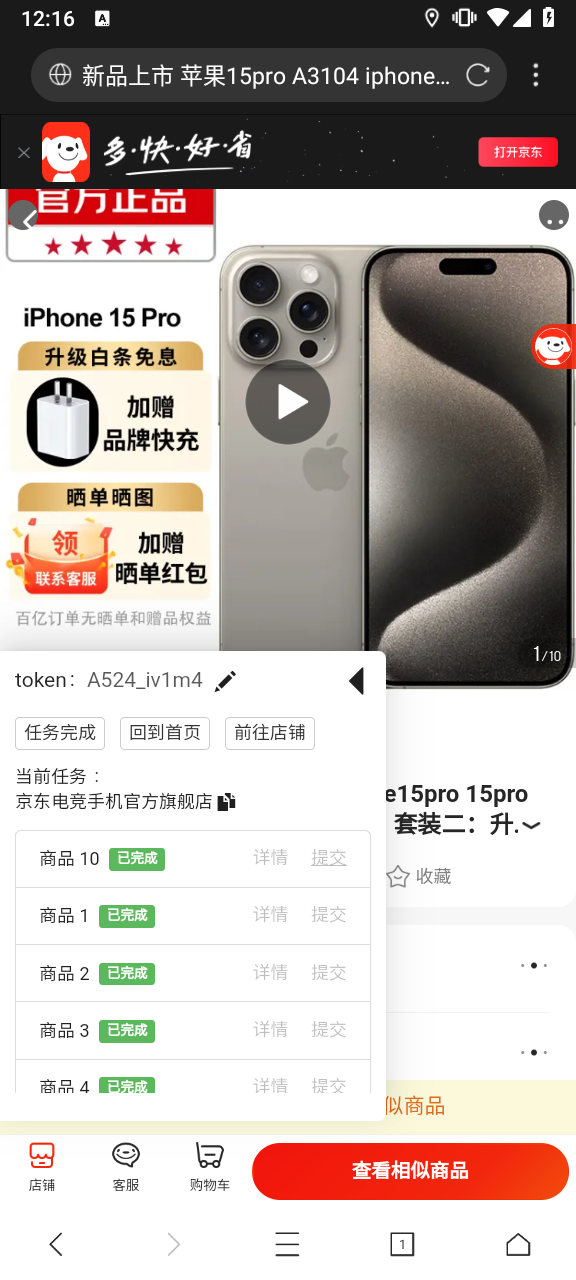 12:16
新品上市 苹果15pro A3104 iphone...
多·快·好·省
打开京东
官方正品
iPhone 15 Pro
升级白条免息
加赠
品牌快充
晒单晒图
领
联系客服
加赠
晒单红包
百亿订单无晒单和赠品权益
1/10
token： A524_iv1m4
任务完成
回到首页
前往店铺
当前任务：
京东电竞手机官方旗舰店
e15pro 15pro
套装二：升.
收藏
商品 10 已完成 详情 提交
商品 1 已完成 详情 提交
商品 2 已完成 详情 提交
商品 3 已完成 详情 提交
商品 4 已完成 详情 提交
似商品
店铺
客服
购物车
查看相似商品
1